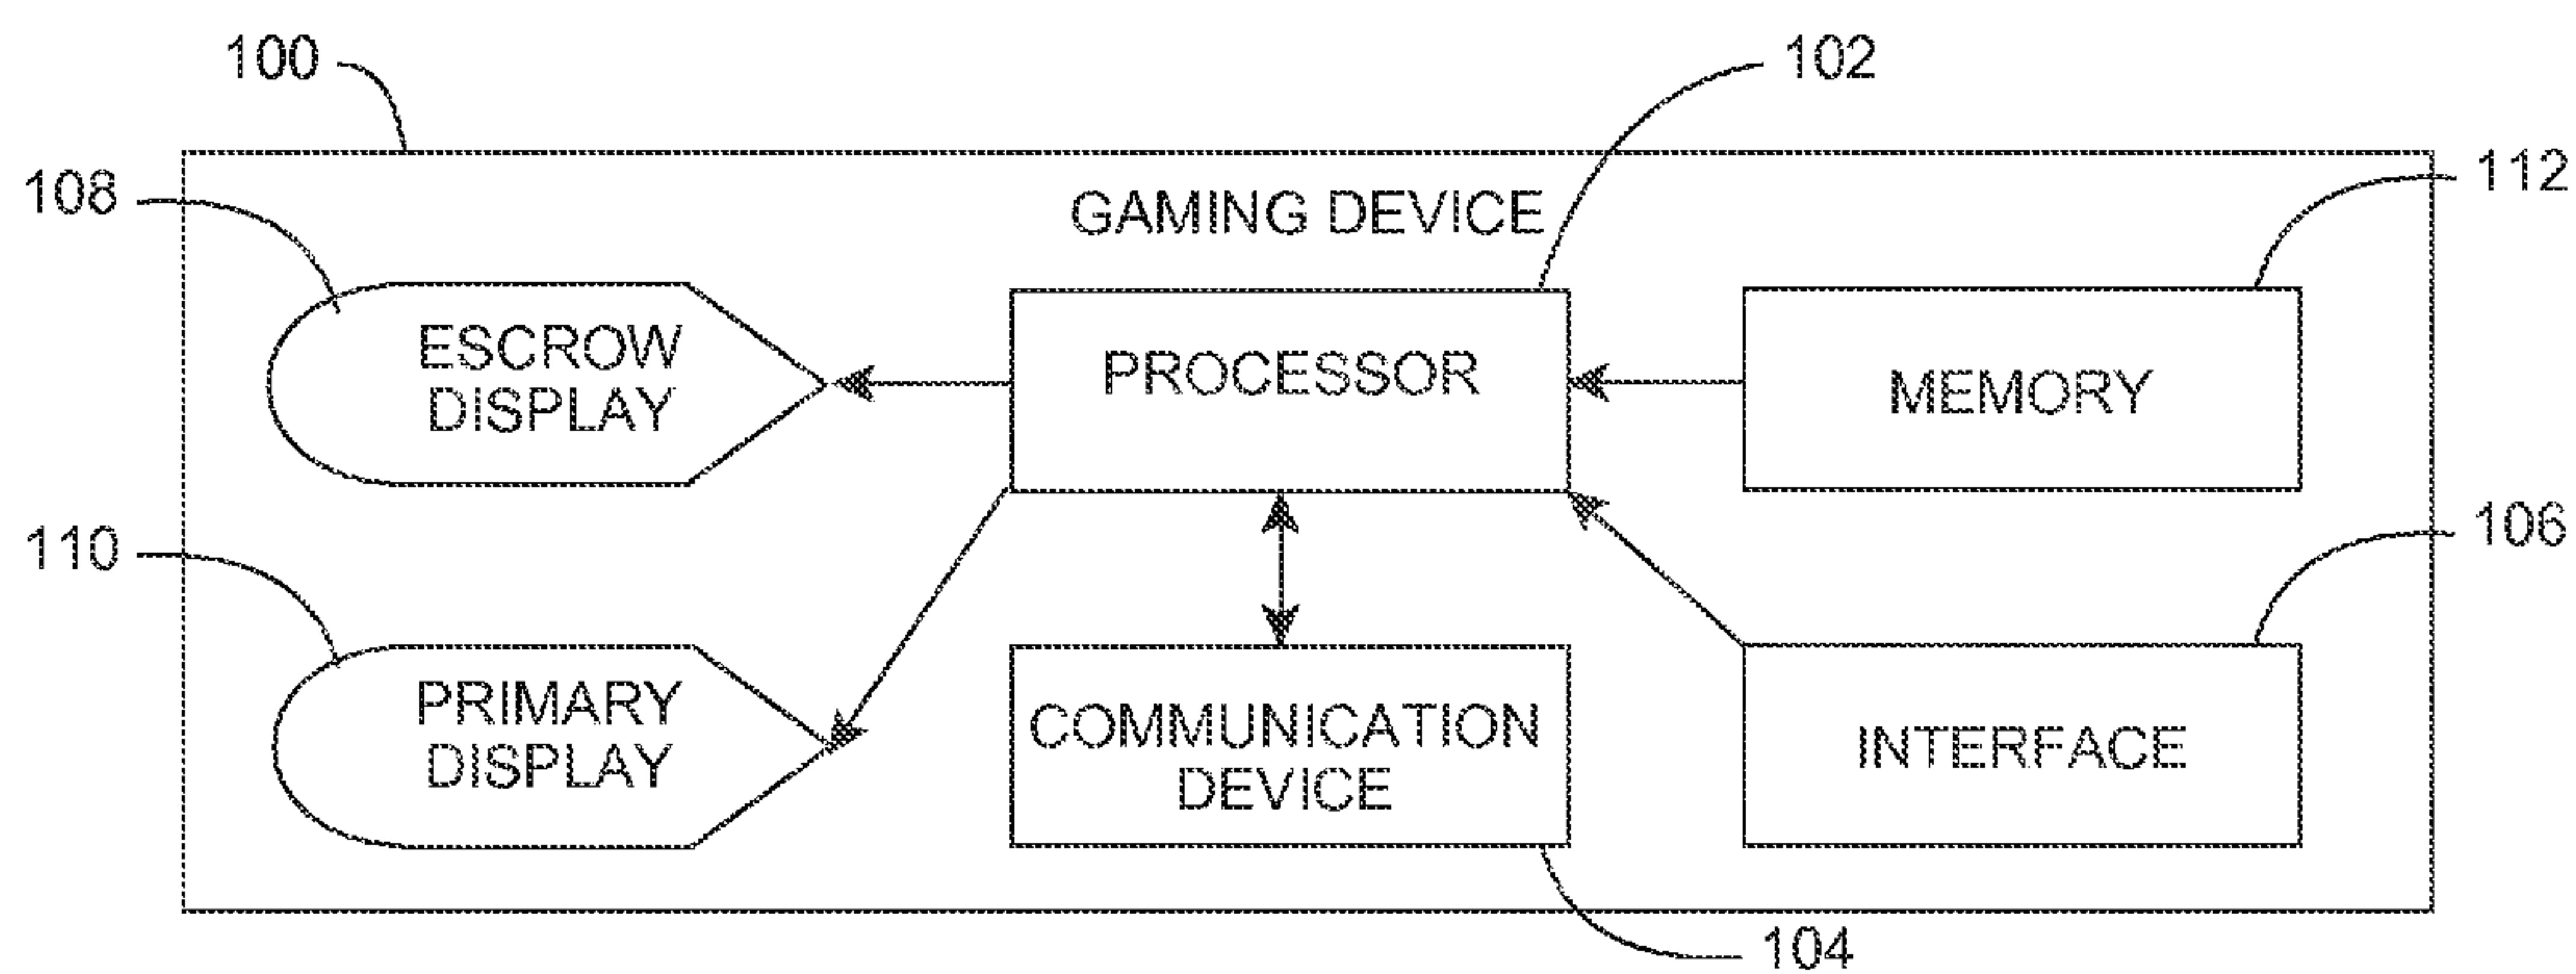 100
102
108
GAMING DEVICE
112
ESCROW
DISPLAY
PROCESSOR
MEMORY
110
106
PRIMARY
DISPLAY
COMMUNICATION
DEVICE
INTERFACE
104